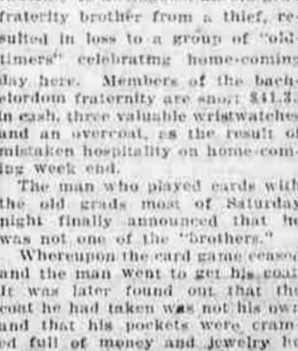 fraterity brother from a thief, re-
sulted in loss to a group of "old-
timers" celebrating home-coming
day here. Members of the bach-
elordom fraternity are short $41.3
in cash, three valuable wristwatches
and an overcoat, as the result of
mistaken hospitality on home-com-
ing week end.
The man who played cards with
the old grads most of Saturday
night finally announced that he
was not one of the "brothers."
Whereupon the card game ceased
and the man went to get his coat
It was later found out that the
coat he had taken was not his own
and that his pockets were cram-
ed full of money and jewelry he